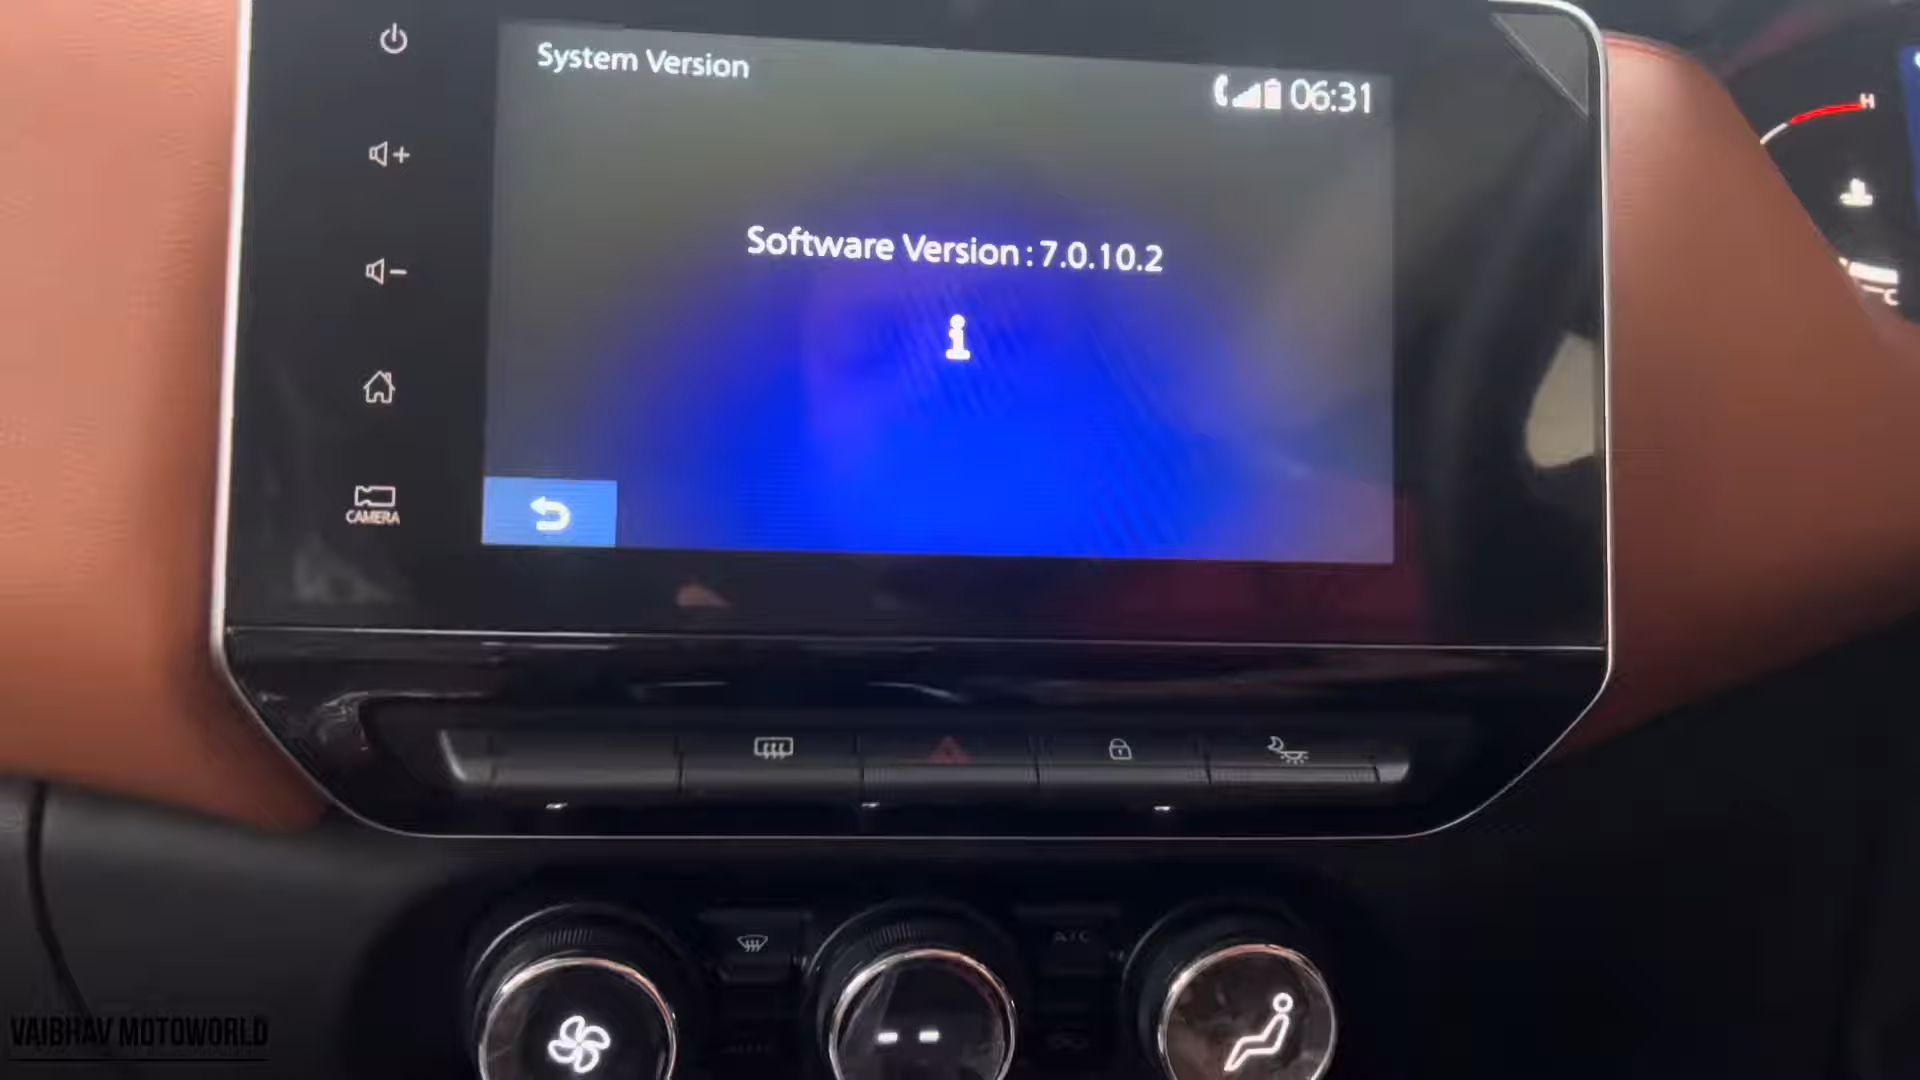 System Version
06:31
Software Version : 7.0.10.2
CAMERA
H
C
A/C
VAIBHAV MOTOWORLD